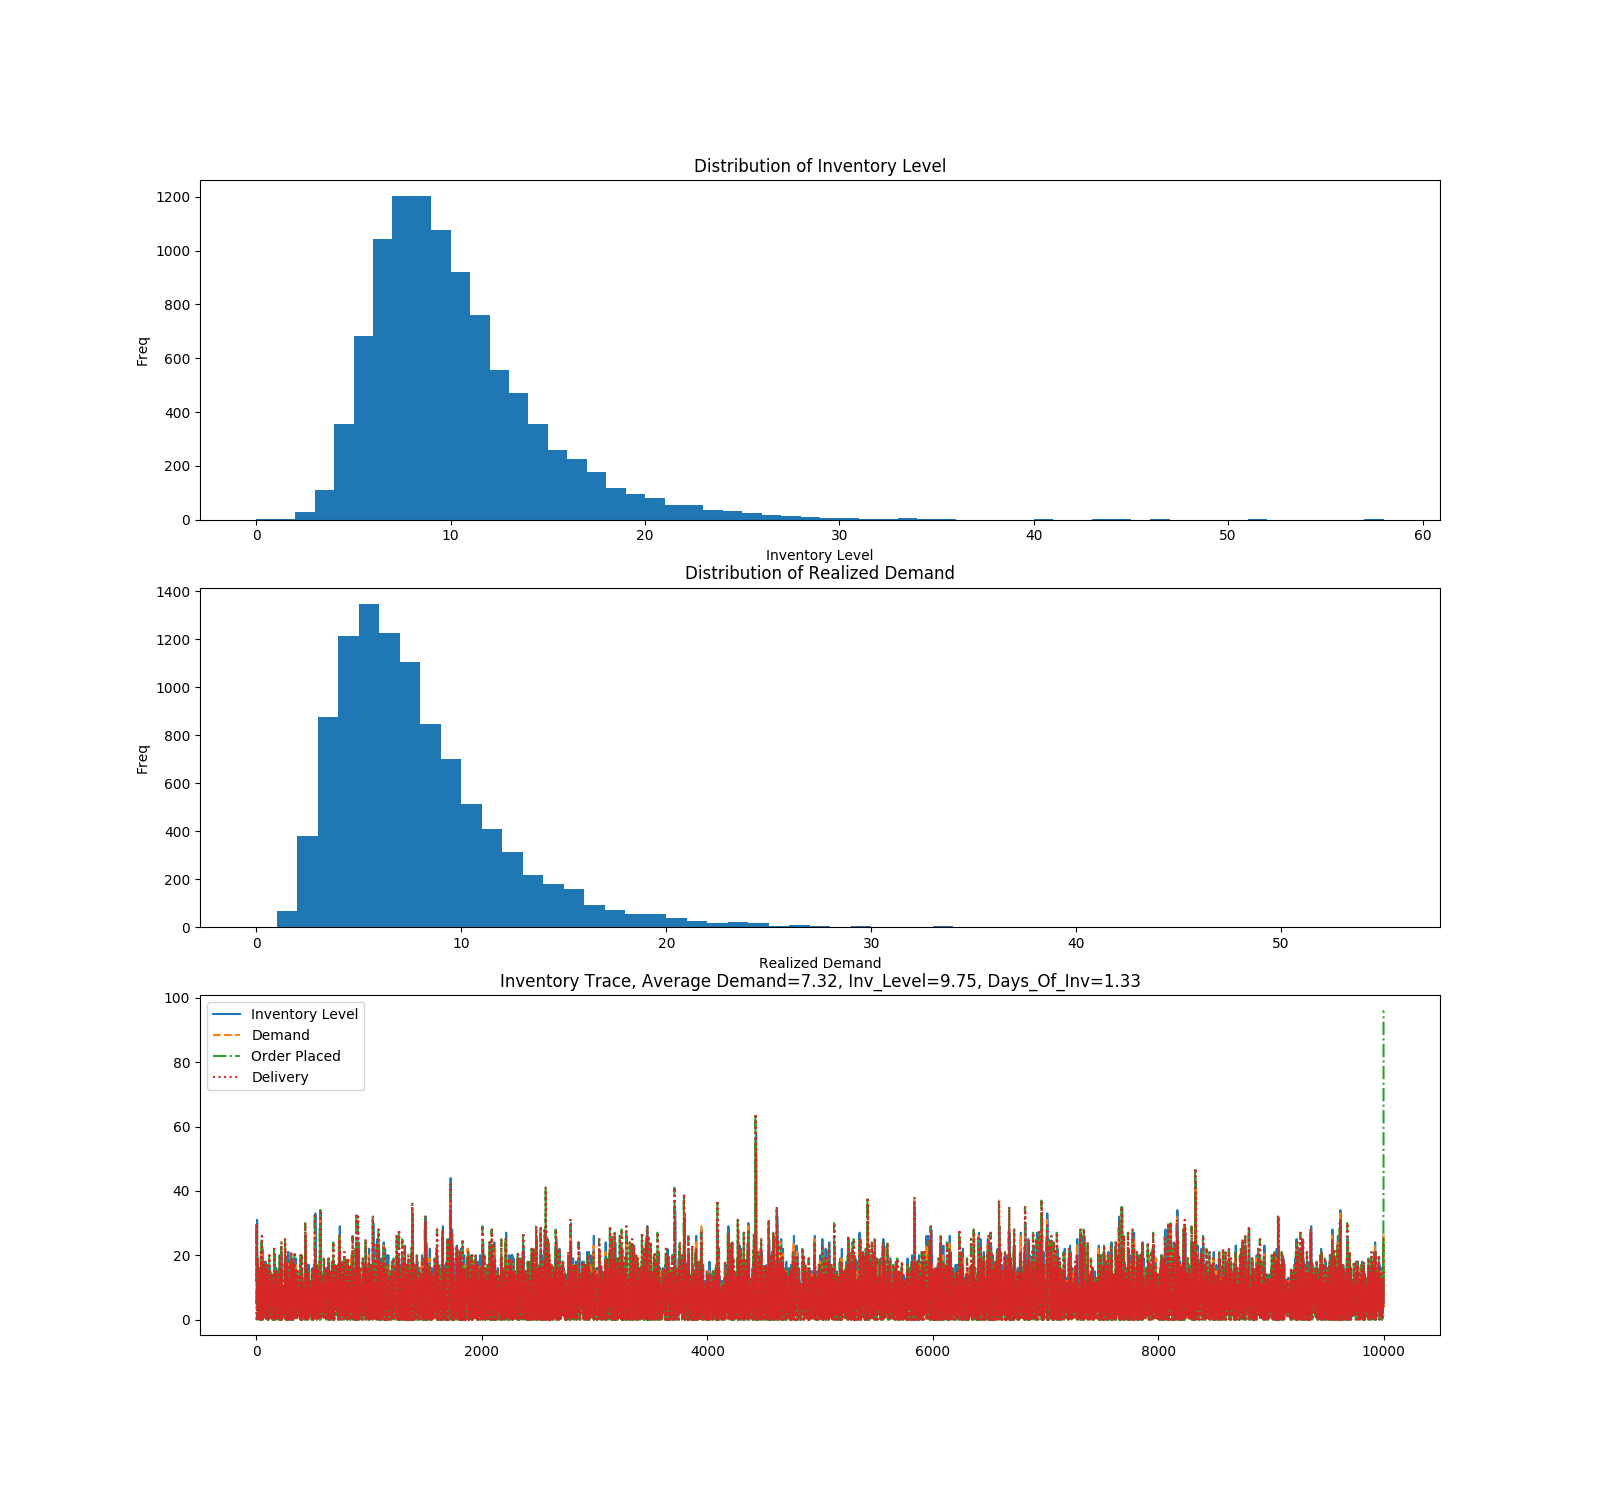 Distribution of Inventory Level
1200
1000
800
600
400
200
0
Freq
0 10 20 30 40 50 60
Inventory Level
Distribution of Realized Demand
1400
1200
1000
800
600
400
200
0
Freq
0 10 20 30 40 50
Realized Demand
Inventory Trace, Average Demand=7.32, Inv_Level=9.75, Days_Of_Inv=1.33
100
80
60
40
20
0
Inventory Level
Demand
Order Placed
Delivery
0 2000 4000 6000 8000 10000